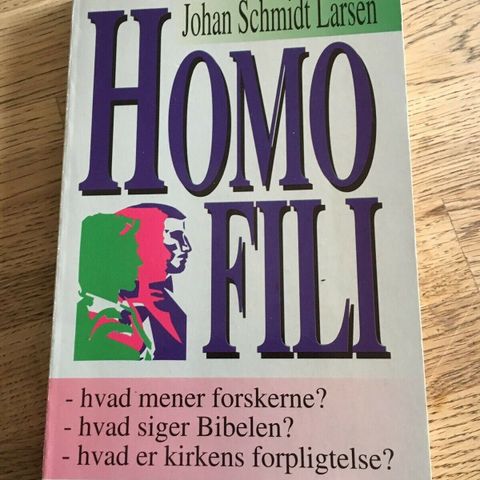 Johan Schmidt Larsen
HOMO
FILI
- hvad mener forskerne?
- hvad siger Bibelen?
- hvad er kirkens forpligtelse?